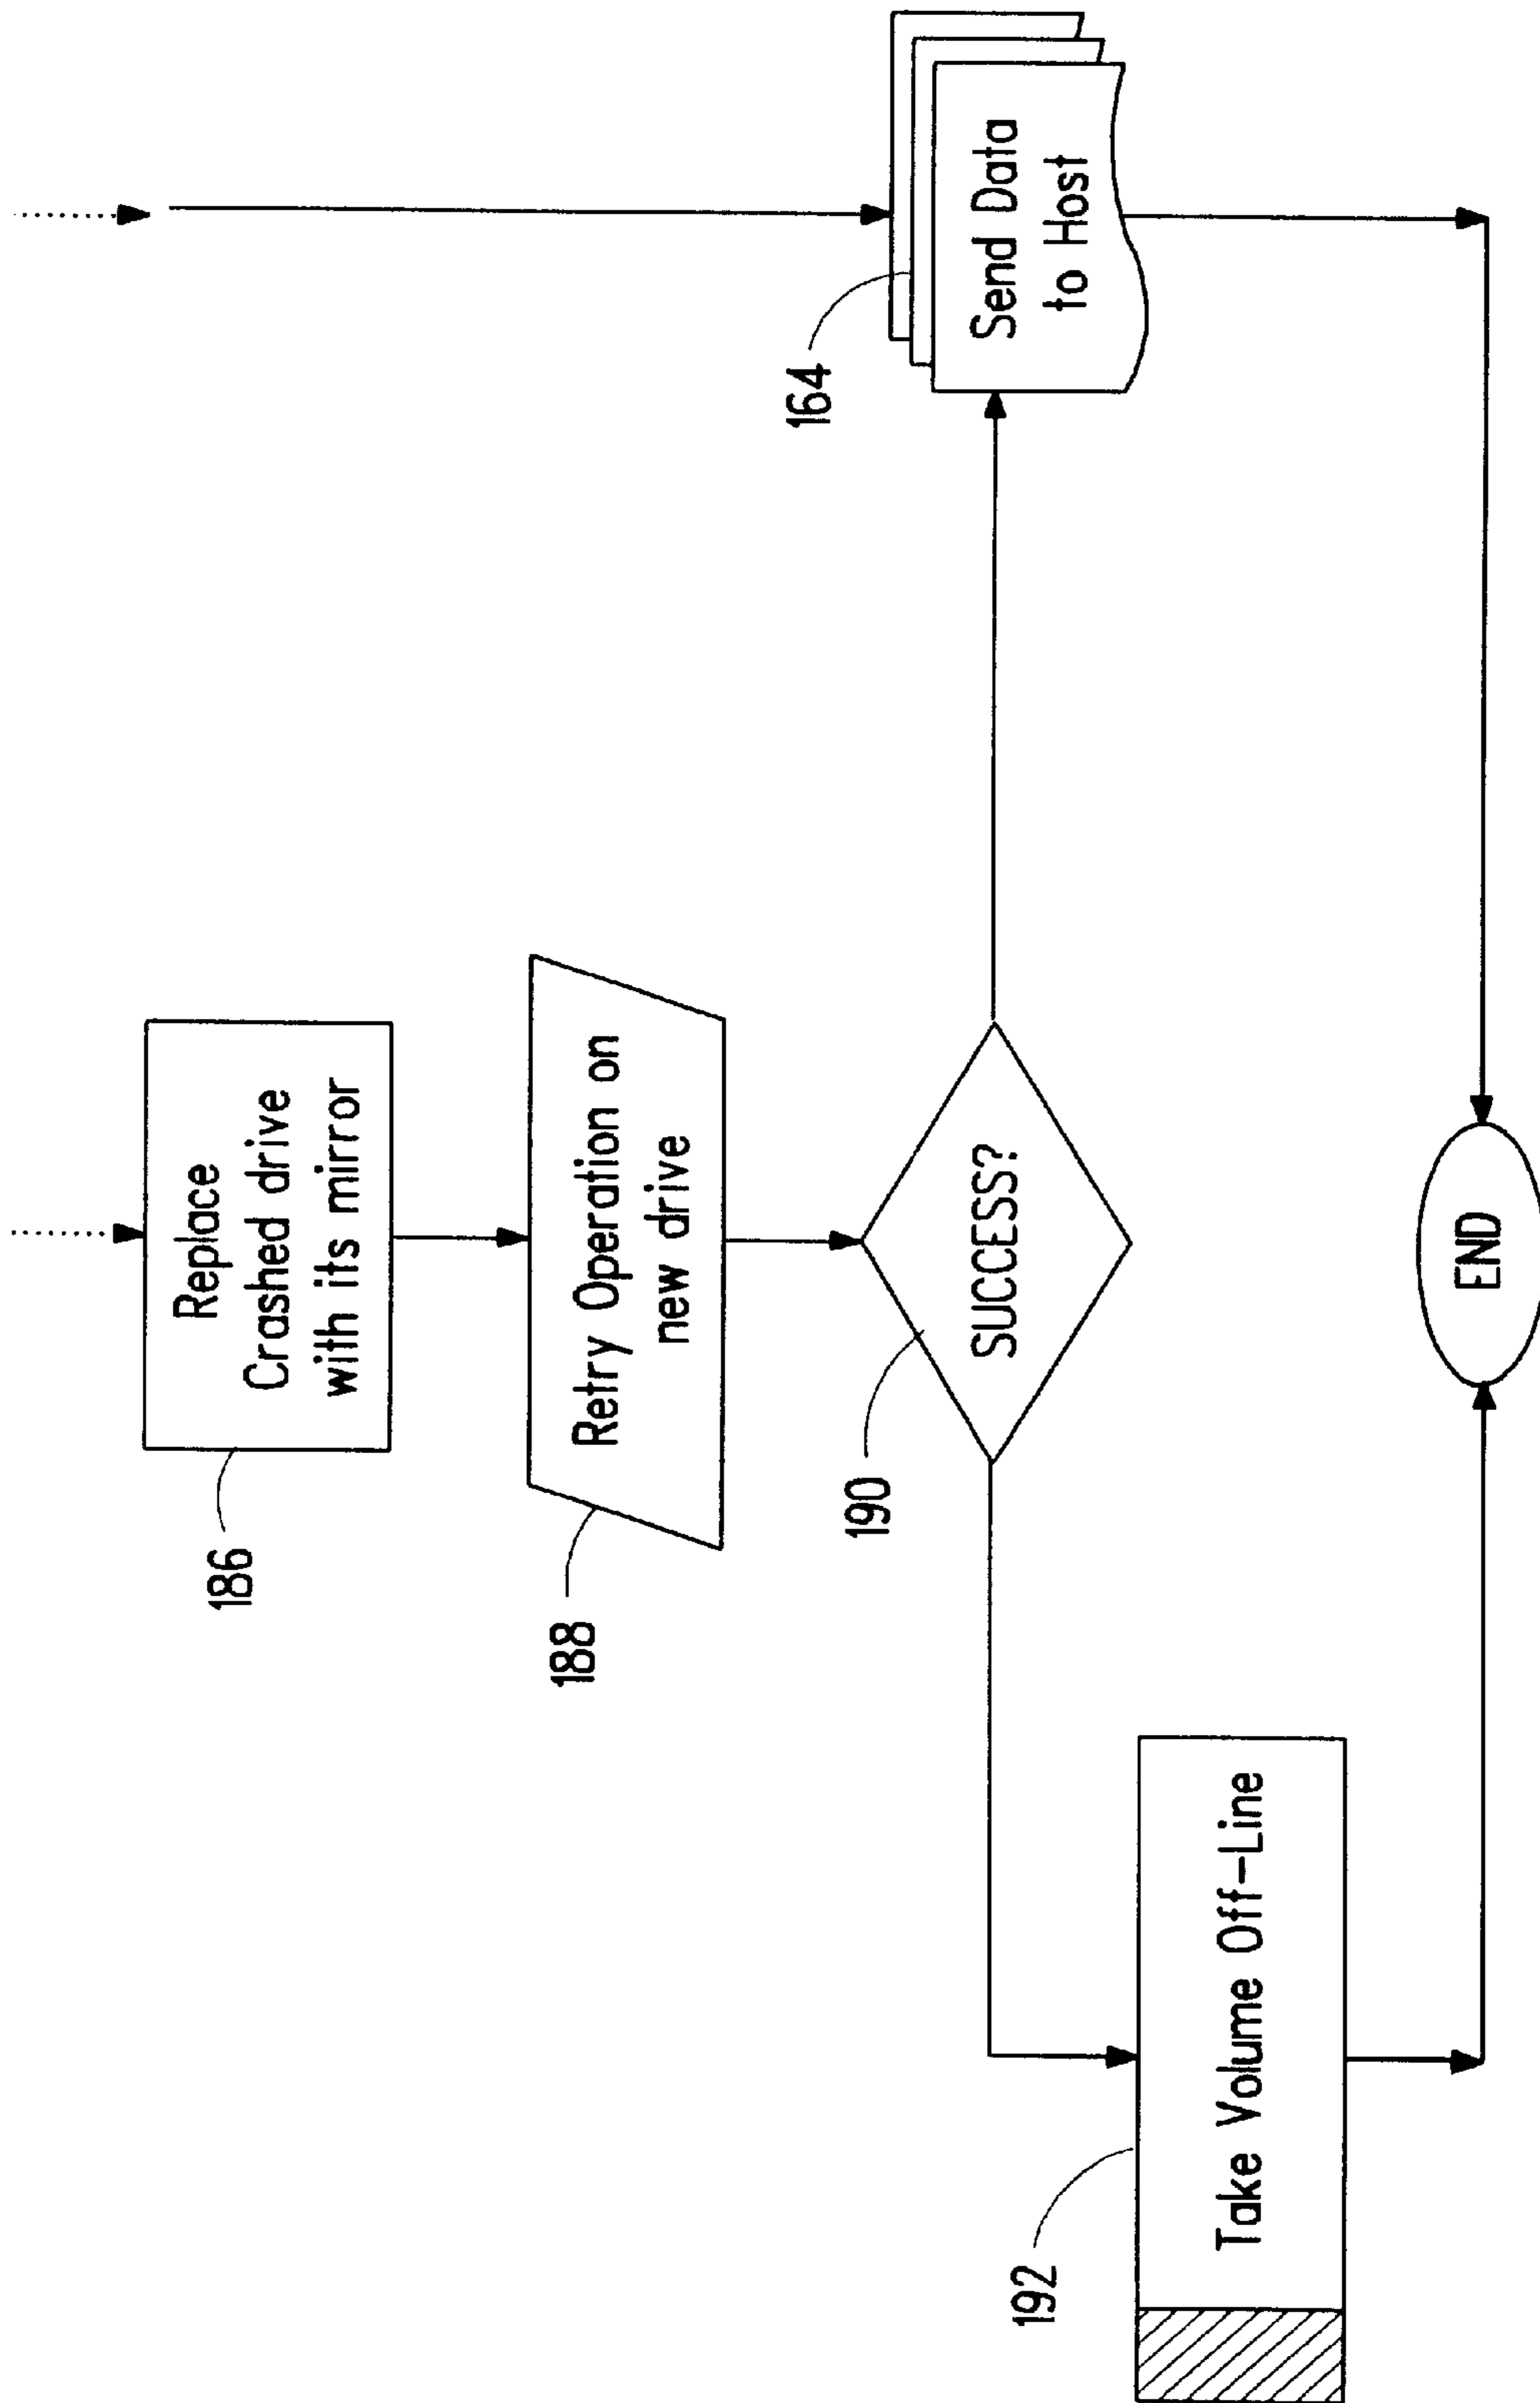 186
Replace
Crashed drive
with its mirror
188
Retry Operation on
new drive
190
SUCCESS?
164
Send Data
to Host
192
Take Volume Off-Line
END